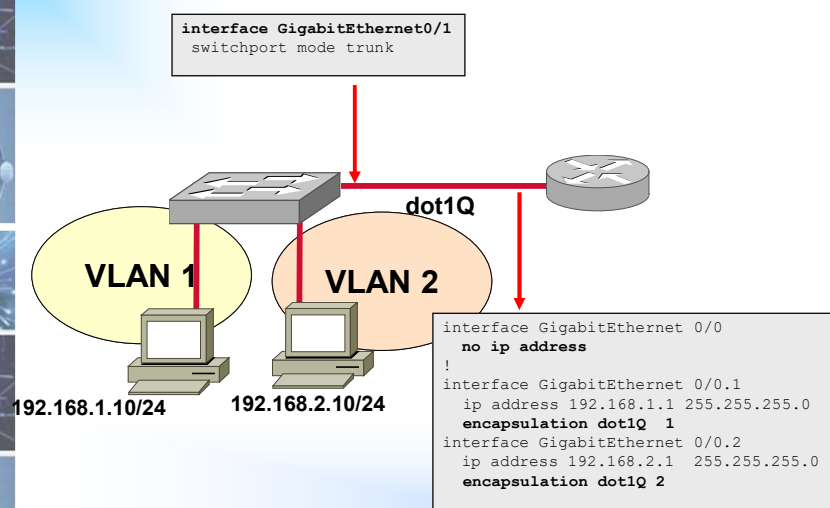 interface GigabitEthernet0/1
switchport mode trunk
dot1Q
VLAN 1
VLAN 2
192.168.1.10/24
192.168.2.10/24
interface GigabitEthernet 0/0
no ip address
!
interface GigabitEthernet 0/0.1
ip address 192.168.1.1 255.255.255.0
encapsulation dot1Q  1
interface GigabitEthernet 0/0.2
ip address 192.168.2.1  255.255.255.0
encapsulation dot1Q 2